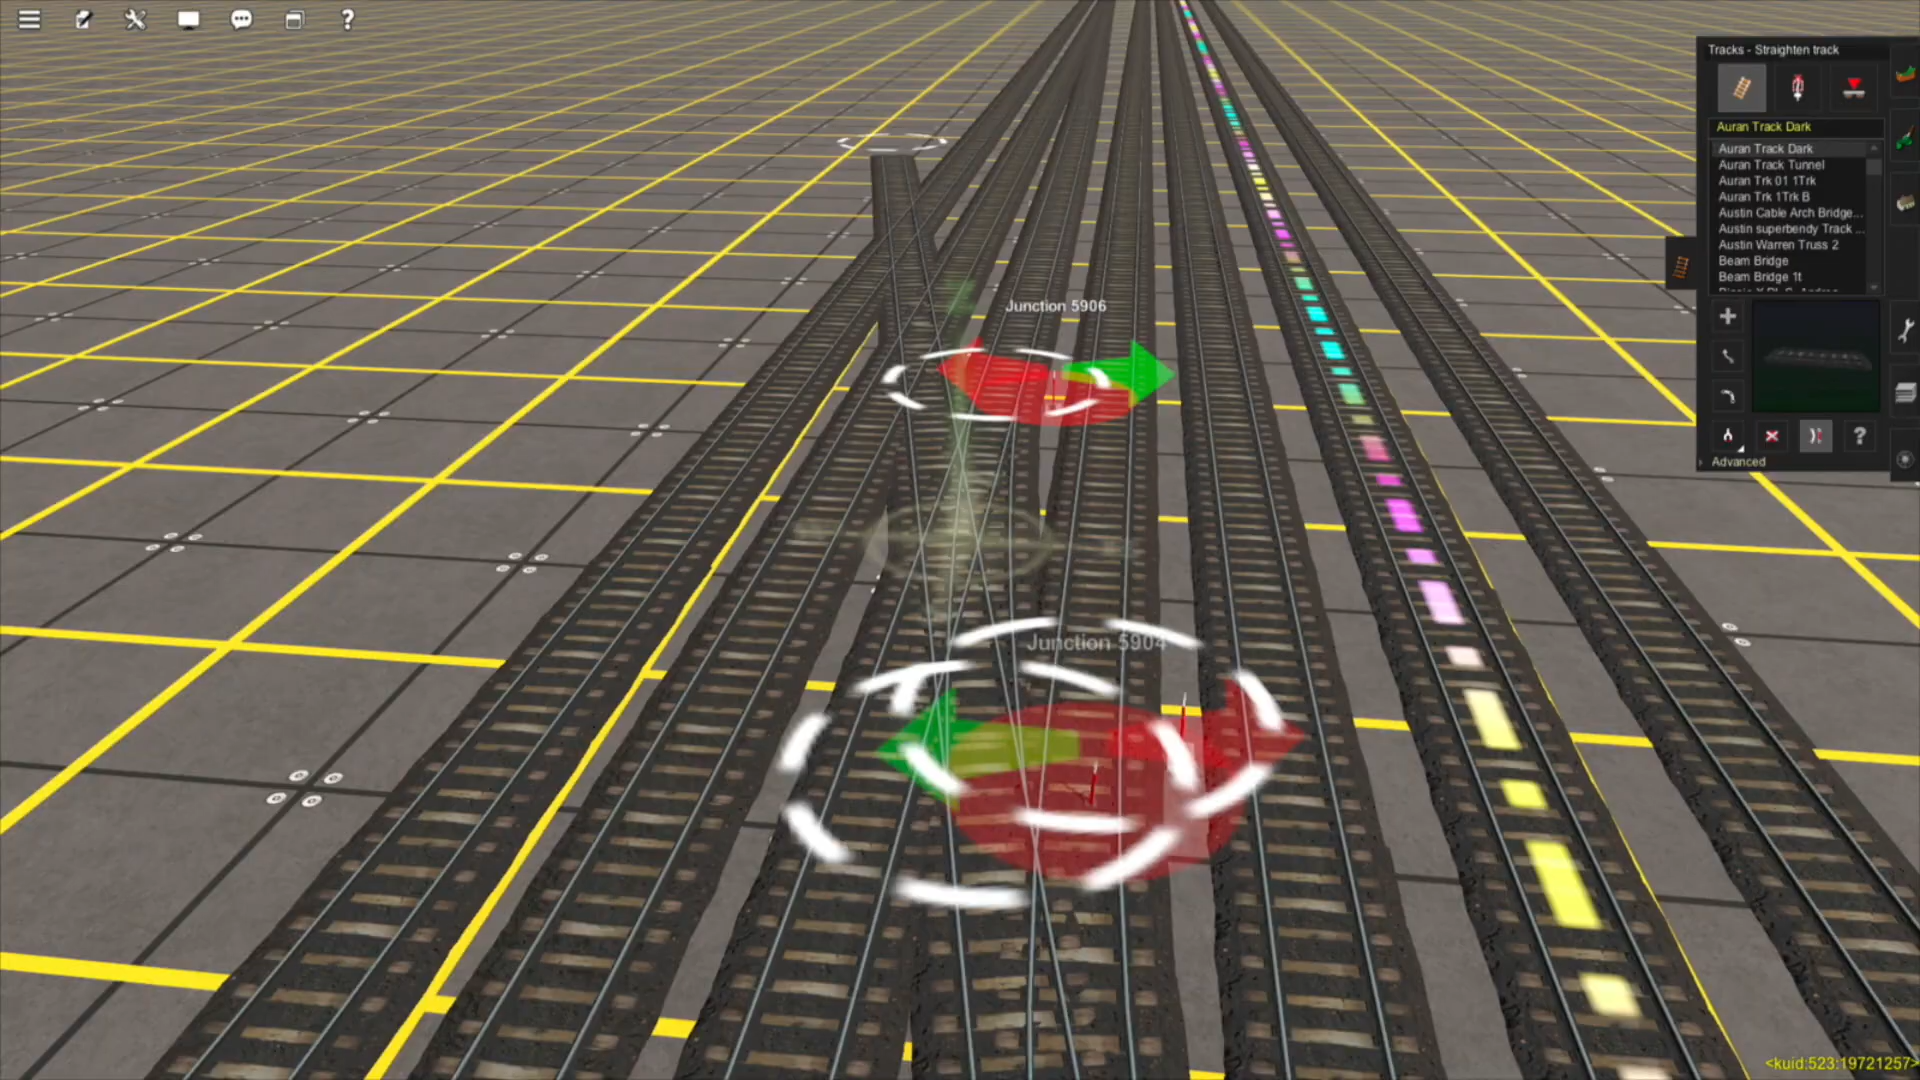 Tracks - Straighten track
Auran Track Dark
Auran Track Dark
Auran Track Tunnel
Auran Trk 01 1Trk
Auran Trk 1Trk B
Austin Cable Arch Bridge...
Austin superbendy Track ...
Austin Warren Truss 2
Beam Bridge
Beam Bridge 1t
Advanced
Junction 5906
Junction 5904
<kuid:523:19721257>